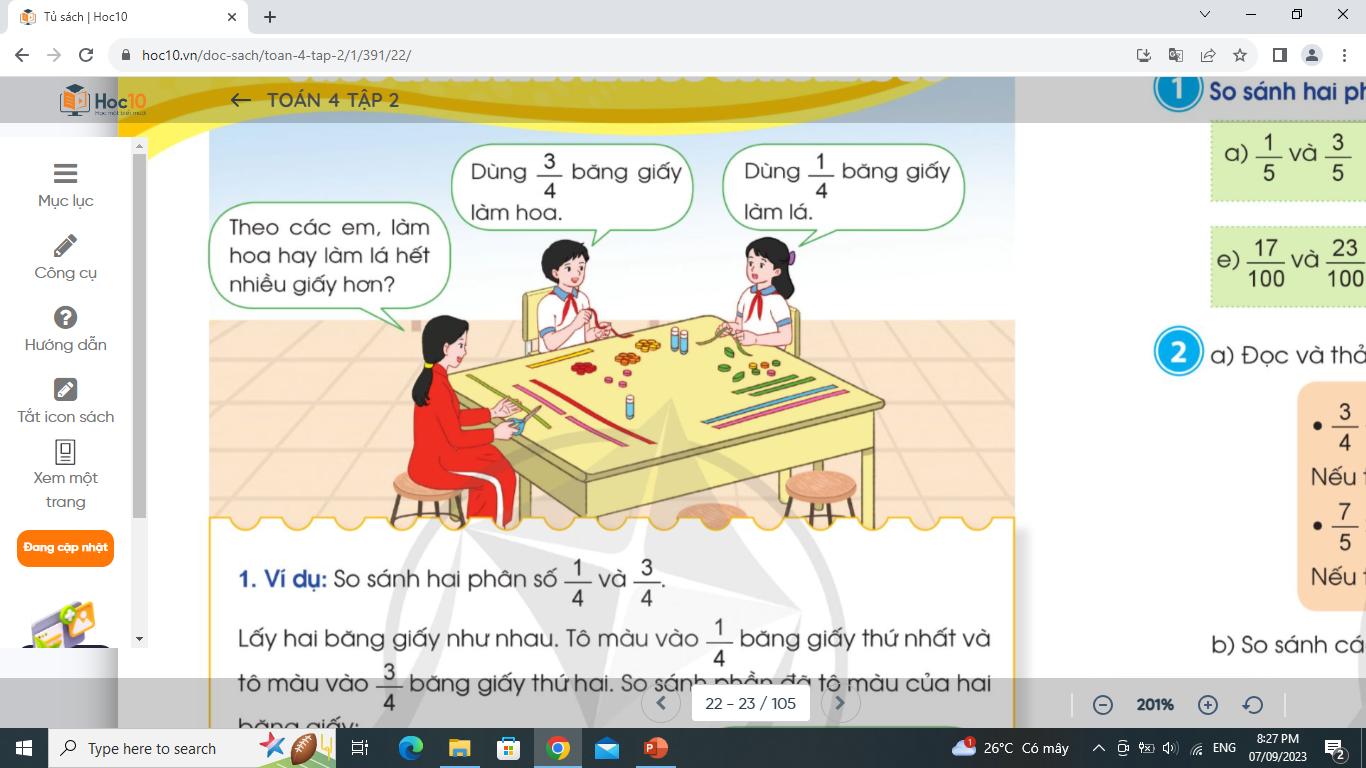 Tủ sách | Hoc10
hoc10.vn/doc-sach/toan-4-tap-2/1/391/22/
Hoc10
Học một biết mười
TOÁN 4 TẬP 2
Mục lục
Công cụ
Hướng dẫn
Tắt icon sách
Xem một
trang
Đang cập nhật
Theo các em, làm
hoa hay làm lá hết
nhiều giấy hơn?
Dùng 3/4 băng giấy
làm hoa.
Dùng 1/4 băng giấy
làm lá.
1. Ví dụ: So sánh hai phân số 1/4 và 3/4.
Lấy hai băng giấy như nhau. Tô màu vào 1/4 băng giấy thứ nhất và
tô màu vào 3/4 băng giấy thứ hai. So sánh phần đã tô màu của hai
băng giấy:
1 So sánh hai ph
a) 1/5 và 3/5
e) 17/100 và 23/100
2 a) Đọc và thả
• 3/4
Nếu t
• 7/5
Nếu t
b) So sánh cá
22 - 23 / 105
201%
Type here to search
26°C Có mây
ENG
8:27 PM
07/09/2023
1
2